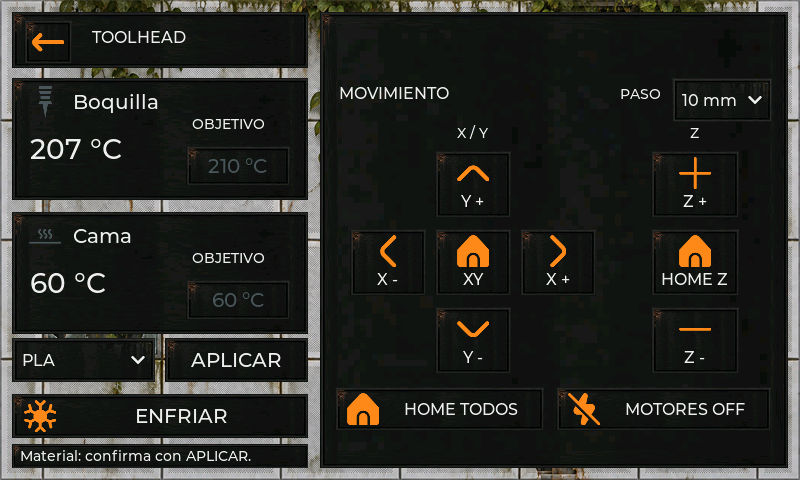 TOOLHEAD
Boquilla
OBJETIVO
207 °C
210 °C
Cama
OBJETIVO
60 °C
60 °C
PLA
APLICAR
ENFRIAR
Material: confirma con APLICAR.
MOVIMIENTO
PASO
10 mm
X / Y
Z
Y +
Z +
X -
XY
X +
HOME Z
Y -
Z -
HOME TODOS
MOTORES OFF